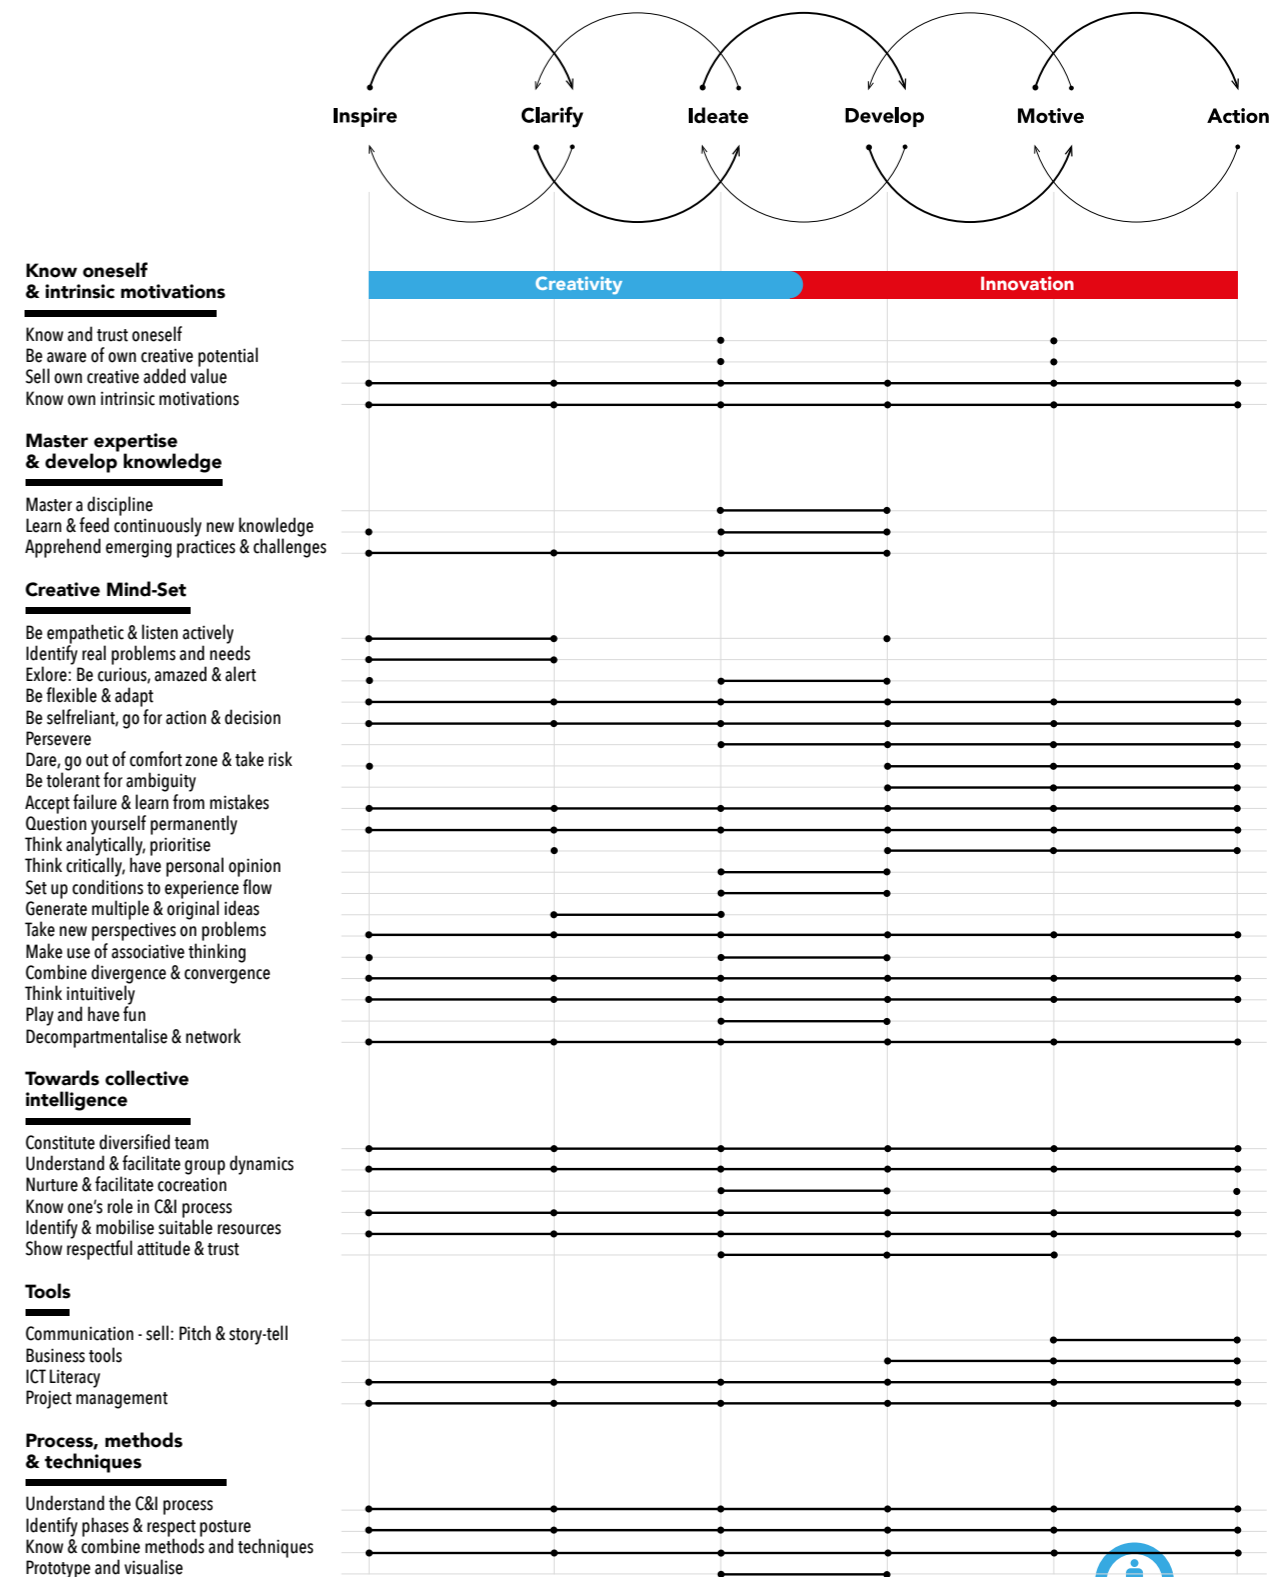 Inspire Clarify Ideate Develop Motive Action
Know oneself
& intrinsic motivations
Creativity Innovation
Know and trust oneself
Be aware of own creative potential
Sell own creative added value
Know own intrinsic motivations
Master expertise
& develop knowledge
Master a discipline
Learn & feed continuously new knowledge
Apprehend emerging practices & challenges
Creative Mind-Set
Be empathetic & listen actively
Identify real problems and needs
Exlore: Be curious, amazed & alert
Be flexible & adapt
Be selfreliant, go for action & decision
Persevere
Dare, go out of comfort zone & take risk
Be tolerant for ambiguity
Accept failure & learn from mistakes
Question yourself permanently
Think analytically, prioritise
Think critically, have personal opinion
Set up conditions to experience flow
Generate multiple & original ideas
Take new perspectives on problems
Make use of associative thinking
Combine divergence & convergence
Think intuitively
Play and have fun
Decompartmentalise & network
Towards collective
intelligence
Constitute diversified team
Understand & facilitate group dynamics
Nurture & facilitate cocreation
Know one's role in C&I process
Identify & mobilise suitable resources
Show respectful attitude & trust
Tools
Communication - sell: Pitch & story-tell
Business tools
ICT Literacy
Project management
Process, methods
& techniques
Understand the C&I process
Identify phases & respect posture
Know & combine methods and techniques
Prototype and visualise